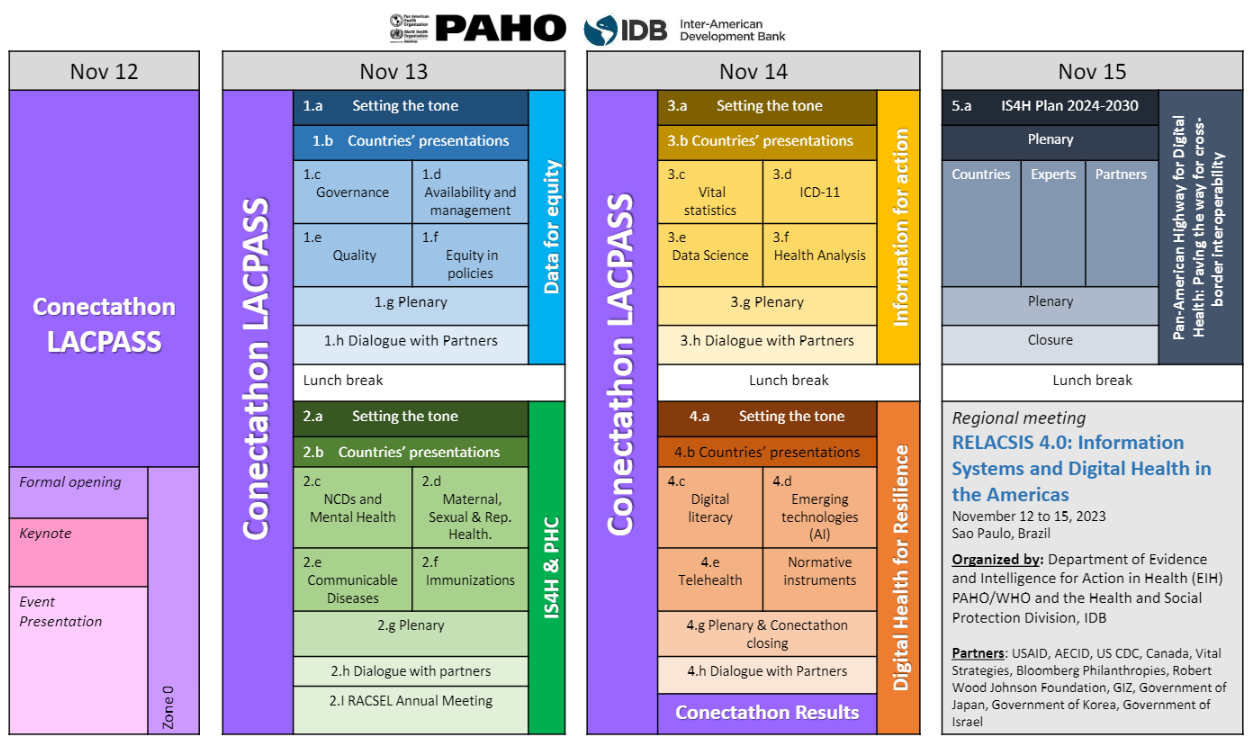 Pan American
Health
Organization
World Health
Organization
PAHO
IDB
Inter-American
Development Bank
Nov 12
Conectathon
LACPASS
Formal opening
Keynote
Event
Presentation
Zone 0
Nov 13
Conectathon LACPASS
1.a Setting the tone
1.b Countries' presentations
1.c
Governance
1.d
Availability and
management
1.e
Quality
1.f
Equity in
policies
1.g Plenary
1.h Dialogue with Partners
Data for equity
Lunch break
2.a Setting the tone
2.b Countries' presentations
2.c
NCDs and
Mental Health
2.d
Maternal,
Sexual & Rep.
Health.
2.e
Communicable
Diseases
2.f
Immunizations
2.g Plenary
2.h Dialogue with partners
2.I RACSEL Annual Meeting
IS4H & PHC
Nov 14
Conectathon LACPASS
3.a Setting the tone
3.b Countries' presentations
3.c
Vital
statistics
3.d
ICD-11
3.e
Data Science
3.f
Health Analysis
3.g Plenary
3.h Dialogue with Partners
Information for action
Lunch break
4.a Setting the tone
4.b Countries' presentations
4.c
Digital
literacy
4.d
Emerging
technologies
(AI)
4.e
Telehealth
Normative
instruments
4.g Plenary & Conectathon
closing
4.h Dialogue with Partners
Conectathon Results
Digital Health for Resilience
Nov 15
5.a IS4H Plan 2024-2030
Plenary
Countries
Experts
Partners
Plenary
Closure
Pan-American Highway for Digital
Health: Paving the way for cross-
border interoperability
Lunch break
Regional meeting
RELACSIS 4.0: Information
Systems and Digital Health in
the Americas
November 12 to 15, 2023
Sao Paulo, Brazil
Organized by: Department of Evidence
and Intelligence for Action in Health (EIH)
PAHO/WHO and the Health and Social
Protection Division, IDB
Partners: USAID, AECID, US CDC, Canada, Vital
Strategies, Bloomberg Philanthropies, Robert
Wood Johnson Foundation, GIZ, Government of
Japan, Government of Korea, Government of
Israel